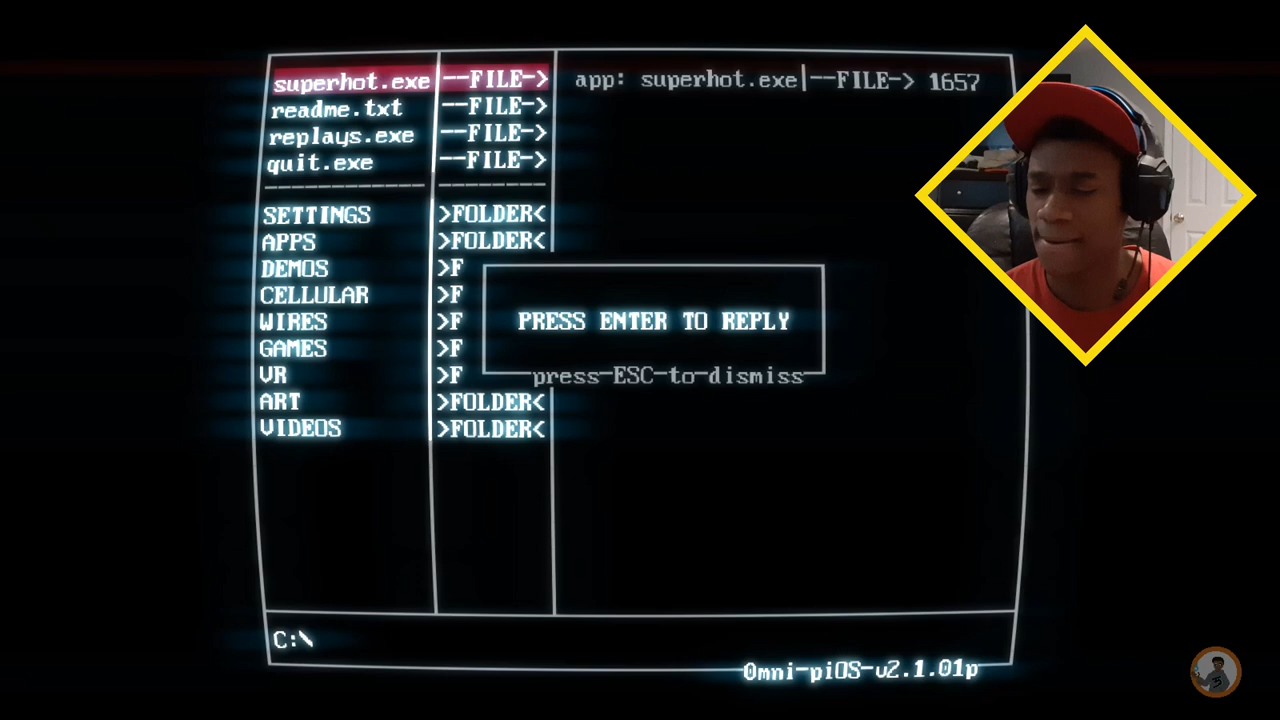 superhot.exe --FILE-> app: superhot.exe|--FILE-> 1657
readme.txt --FILE->
replays.exe --FILE->
quit.exe --FILE->
SETTINGS >FOLDER<
APPS >FOLDER<
DEMOS >F
CELLULAR >F
WIRES >F
GAMES >F
VR >F
ART >FOLDER<
VIDEOS >FOLDER<
PRESS ENTER TO REPLY
press-ESC-to-dismiss
C:\
0mni-piOS-v2.1.01p